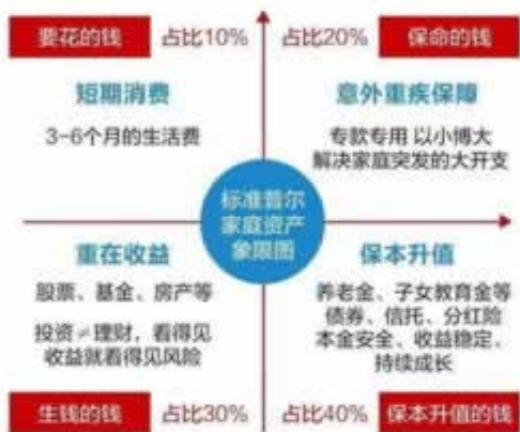 要花的钱 占比10%
占比20% 保命的钱
短期消费
3-6个月的生活费
意外重疾保障
专款专用 以小博大
解决家庭突发的大开支
标准普尔
家庭资产
象限图
重在收益
股票、基金、房产等
投资≠理财，看得见
收益就看得见风险
保本升值
养老金、子女教育金等
债券、信托、分红险
本金安全、收益稳定、
持续成长
生钱的钱 占比30%
占比40% 保本升值的钱